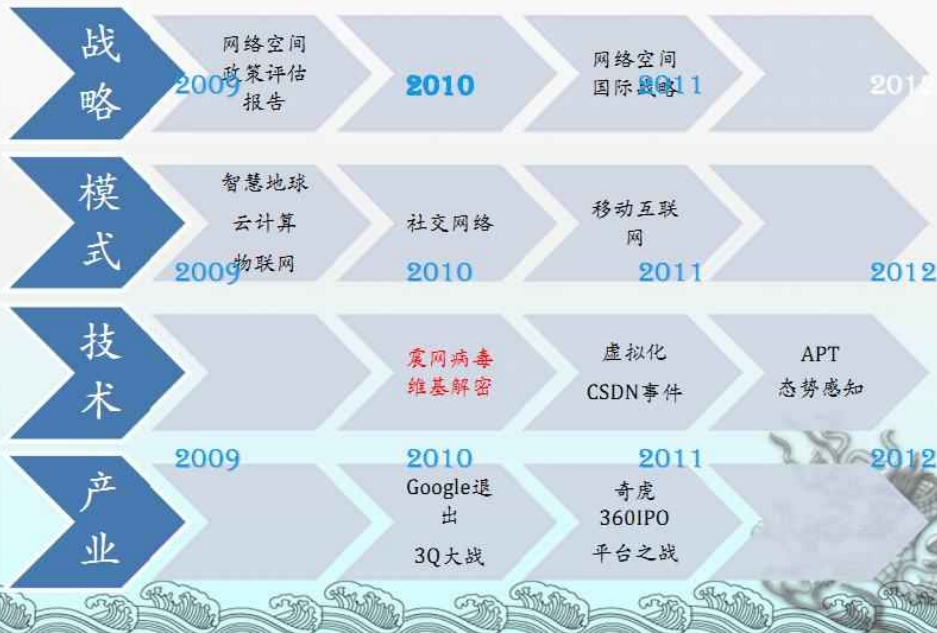 战
略
网络空间
政策评估
报告
2009
2010
网络空间
国际战略
2011
2012
模
式
智慧地球
云计算
物联网
2009
社交网络
2010
移动互联
网
2011
2012
技
术
震网病毒
维基解密
虚拟化
CSDN事件
APT
态势感知
2009
2010
2011
2012
产
业
Google退
出
3Q大战
奇虎
360IPO
平台之战